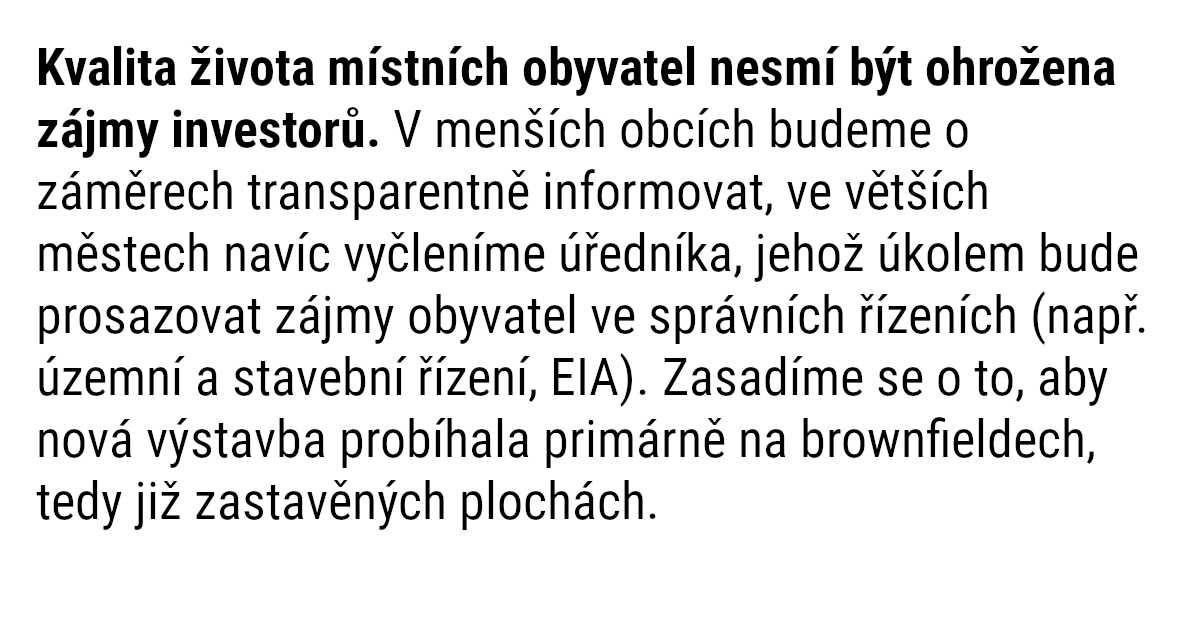 Kvalita života místních obyvatel nesmí být ohrožena
zájmy investorů. V menších obcích budeme o
záměrech transparentně informovat, ve větších
městech navíc vyčleníme úředníka, jehož úkolem bude
prosazovat zájmy obyvatel ve správních řízeních (např.
územní a stavební řízení, EIA). Zasadíme se o to, aby
nová výstavba probíhala primárně na brownfieldech,
tedy již zastavěných plochách.